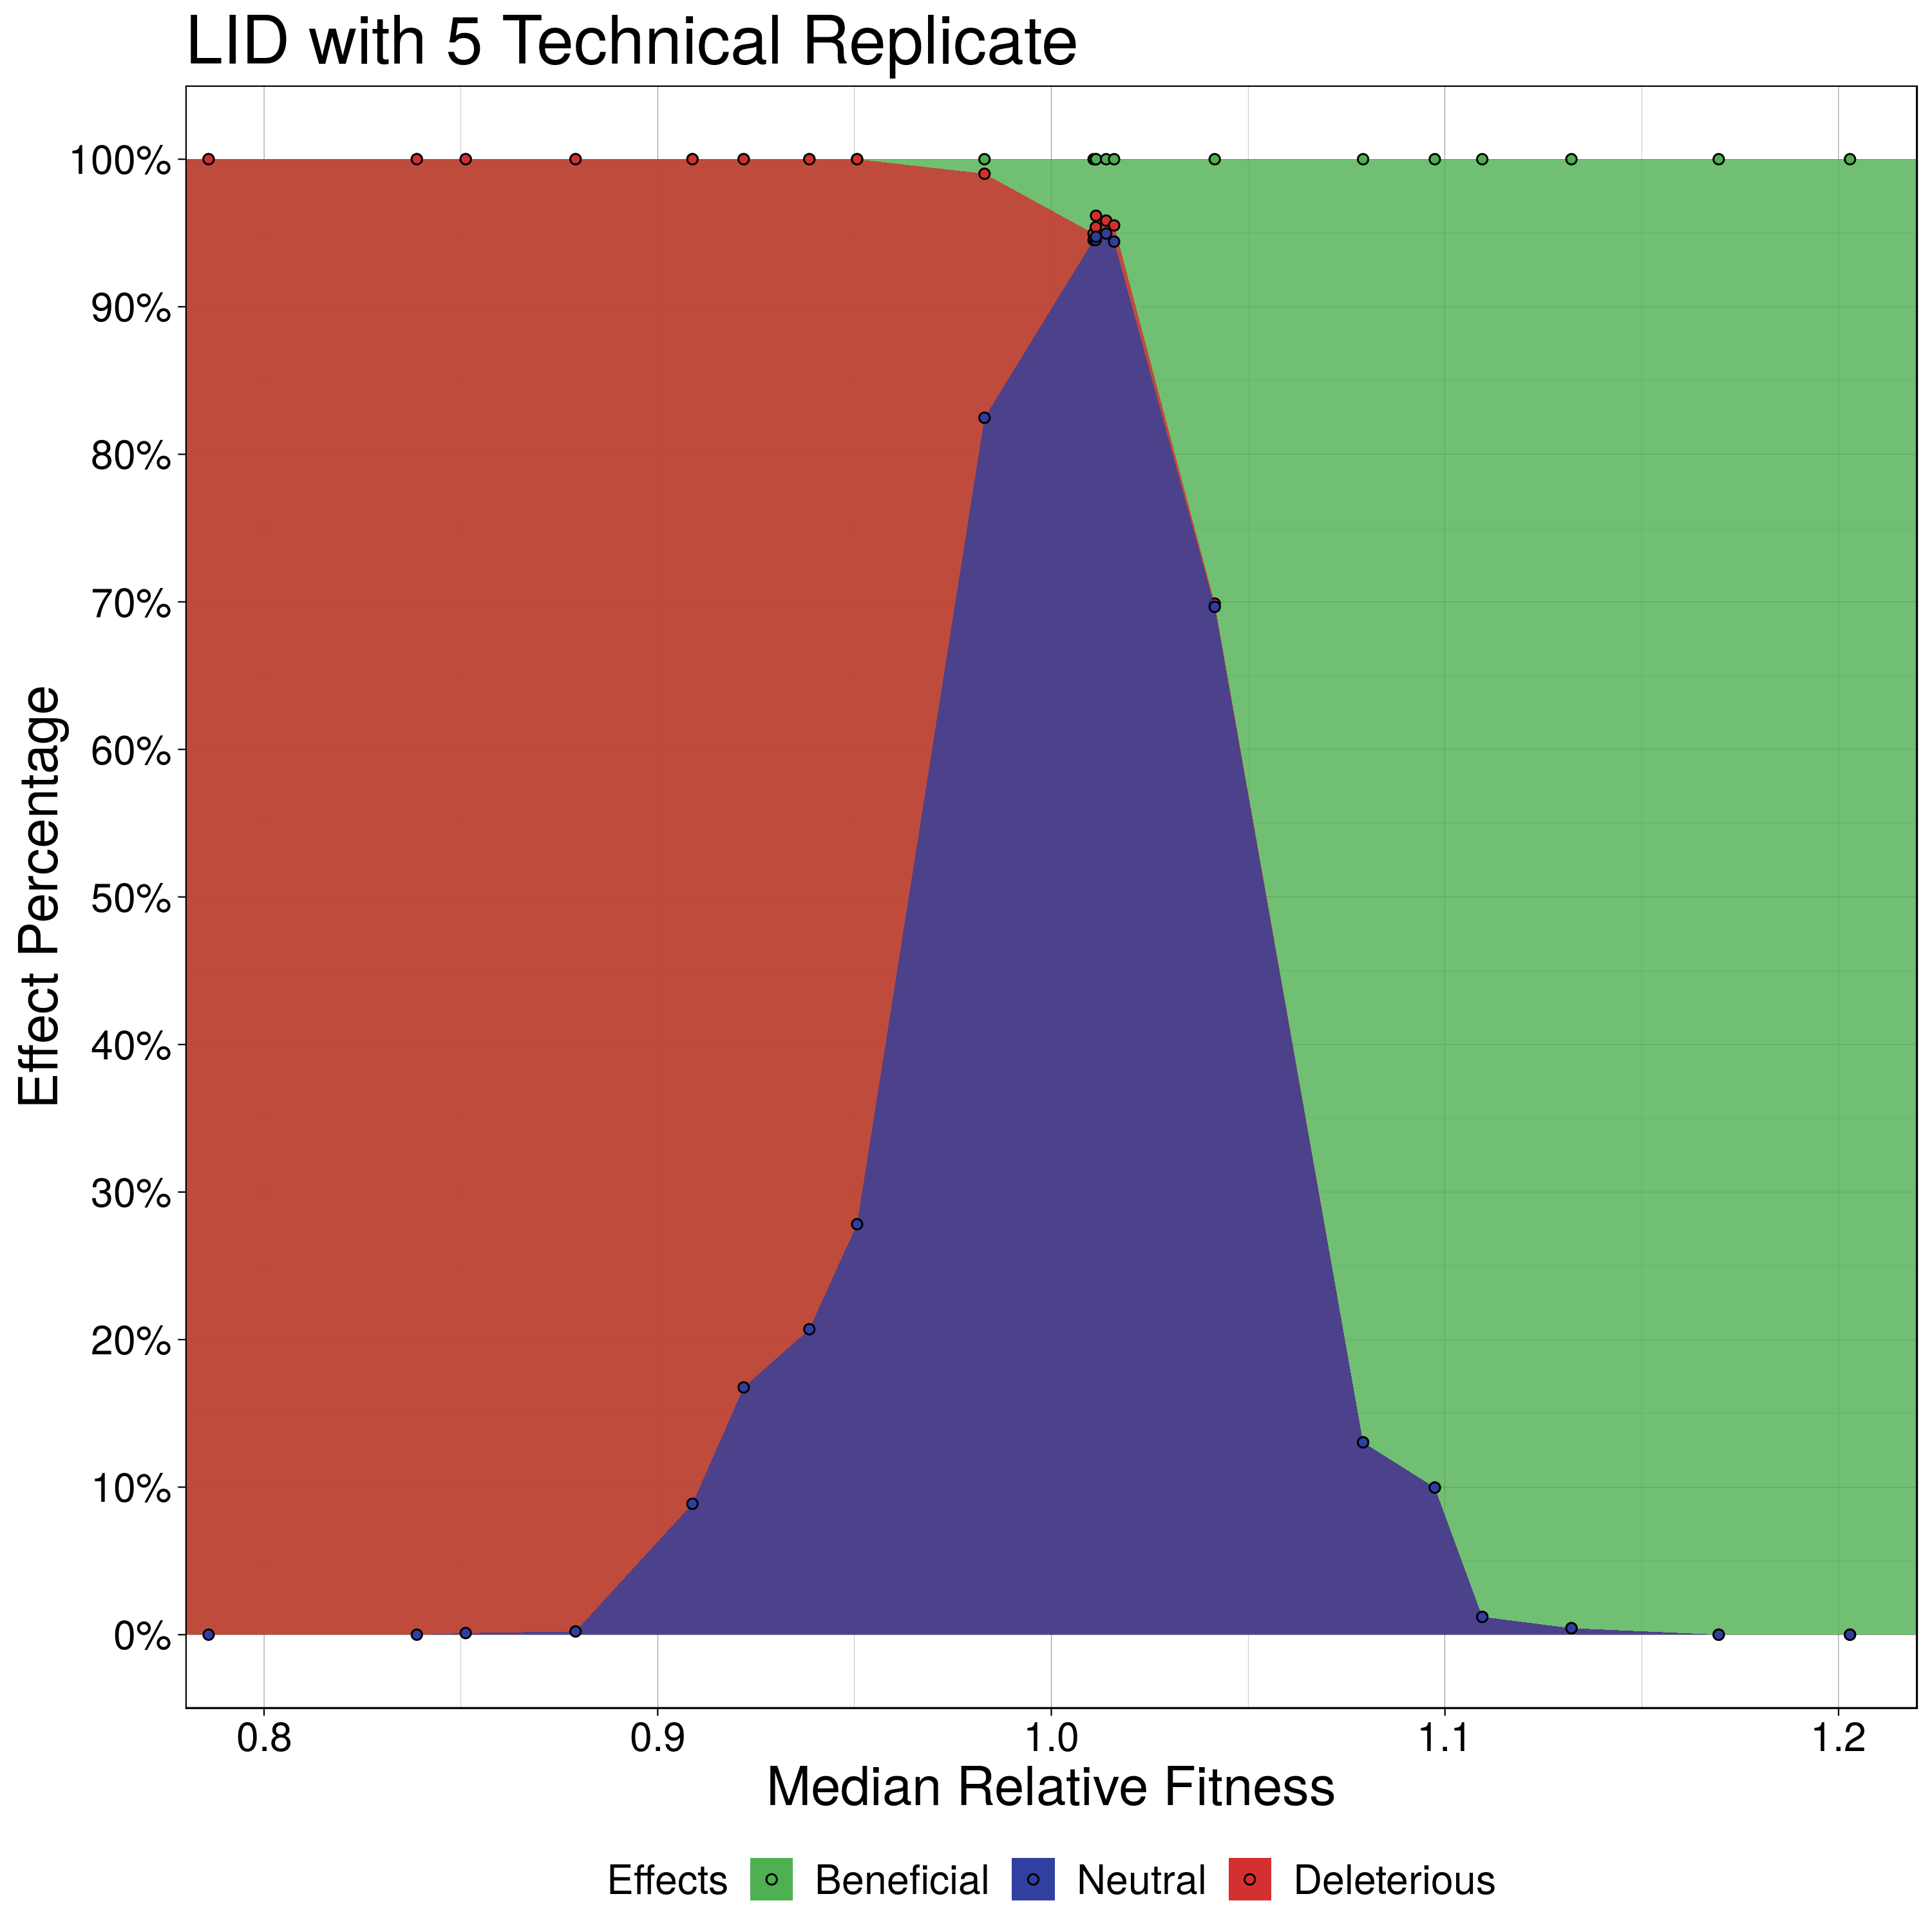 LID with 5 Technical Replicate
Effect Percentage
100%
90%
80%
70%
60%
50%
40%
30%
20%
10%
0%
0.8 0.9 1.0 1.1 1.2
Median Relative Fitness
Effects Beneficial Neutral Deleterious